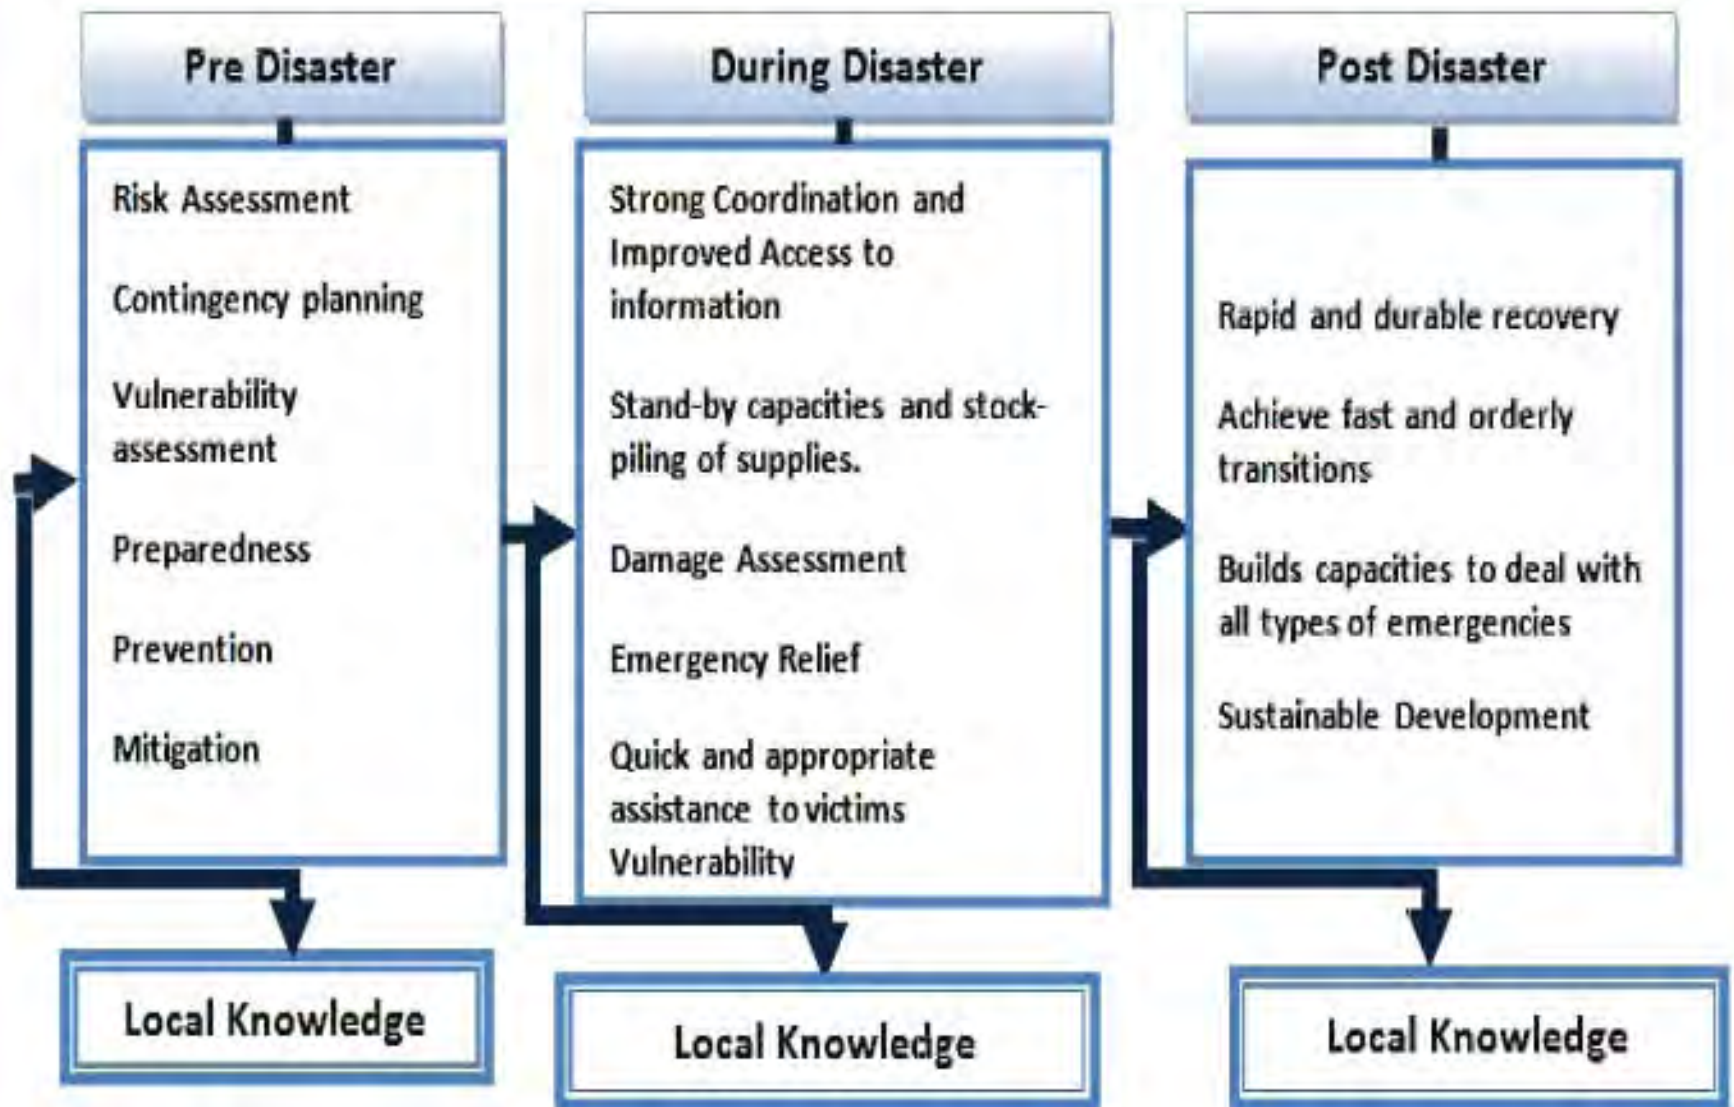 Pre Disaster
Risk Assessment
Contingency planning
Vulnerability
assessment
Preparedness
Prevention
Mitigation
Local Knowledge
During Disaster
Strong Coordination and
Improved Access to
information
Stand-by capacities and stock-
piling of supplies.
Damage Assessment
Emergency Relief
Quick and appropriate
assistance to victims
Vulnerability
Local Knowledge
Post Disaster
Rapid and durable recovery
Achieve fast and orderly
transitions
Builds capacities to deal with
all types of emergencies
Sustainable Development
Local Knowledge